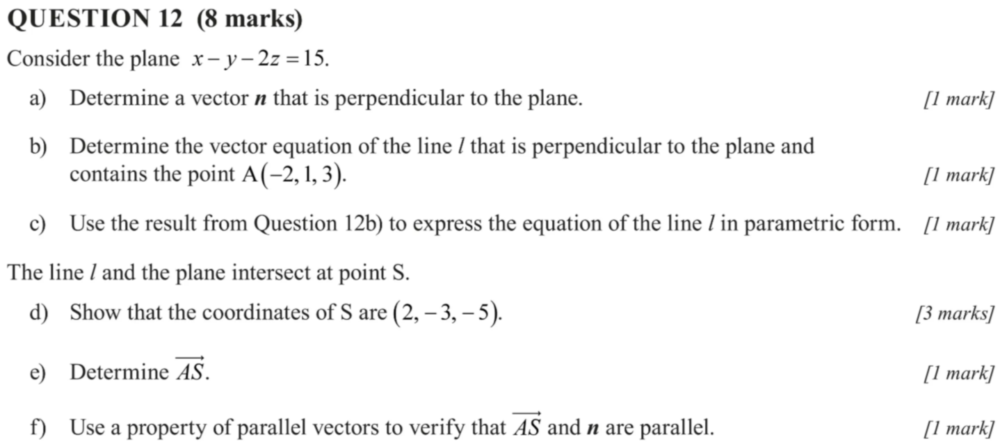 QUESTION 12 (8 marks)
Consider the plane x − y − 2z = 15.
a) Determine a vector n that is perpendicular to the plane. [1 mark]
b) Determine the vector equation of the line l that is perpendicular to the plane and
contains the point A(−2, 1, 3). [1 mark]
c) Use the result from Question 12b) to express the equation of the line l in parametric form. [1 mark]
The line l and the plane intersect at point S.
d) Show that the coordinates of S are (2, −3, −5). [3 marks]
e) Determine $\overrightarrow{AS}$. [1 mark]
f) Use a property of parallel vectors to verify that $\overrightarrow{AS}$ and n are parallel. [1 mark]